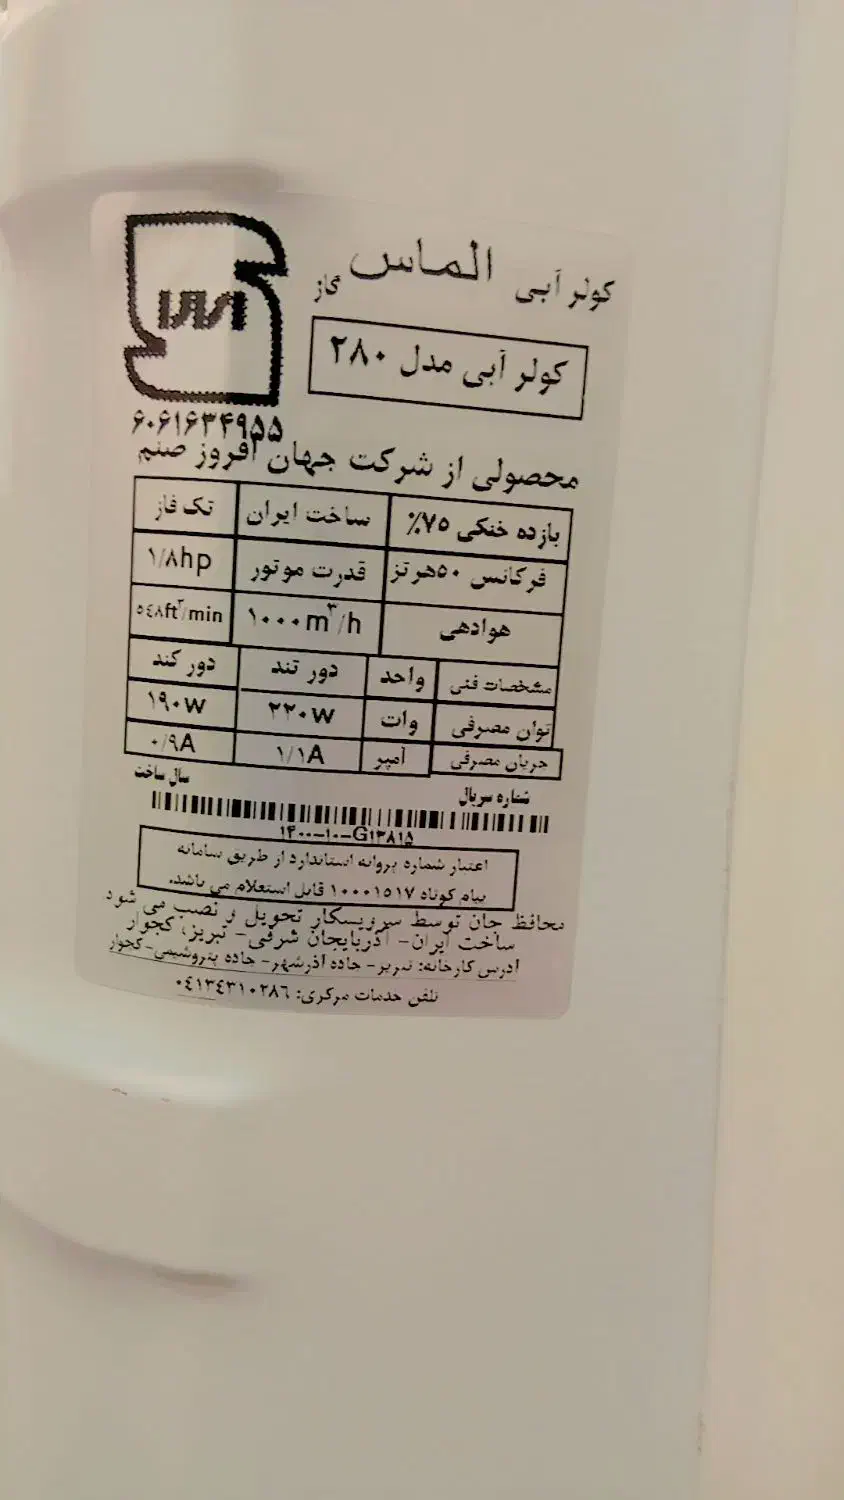 کولر آبی الماس گاز
کولر آبی مدل ۲۸۰
۶۰۶۱۶۳۴۹۵۵
محصولی از شرکت جهان افروز صنم
بازده خنکی ۷۵٪ ساخت ایران تک فاز
فرکانس ۵۰هرتز قدرت موتور ۱/۸hp
هوادهی ۱۰۰۰m³/h ۵٤۸ft³/min
مشخصات فنی واحد دور تند دور کند
توان مصرفی وات ۲۲۰W ۱۹۰W
جریان مصرفی آمپر ۱/۱A ۰/۹A
شماره سریال سال ساخت
۱۴۰۰-۱۰-G۱۳۸۱۵
اعتبار شماره پروانه استاندارد از طریق سامانه
پیام کوتاه ۱۰۰۰۱۵۱۷ قابل استعلام می باشد.
محافظ جان توسط سرویسکار تحویل و نصب می شود
ساخت ایران- آذربایجان شرقی- تبریز، کجوار
آدرس کارخانه: تبریز- جاده آذرشهر- جاده پتروشیمی- کجوار
تلفن خدمات مرکزی: ۰٤۱۳٤۳۱۰۲۸٦